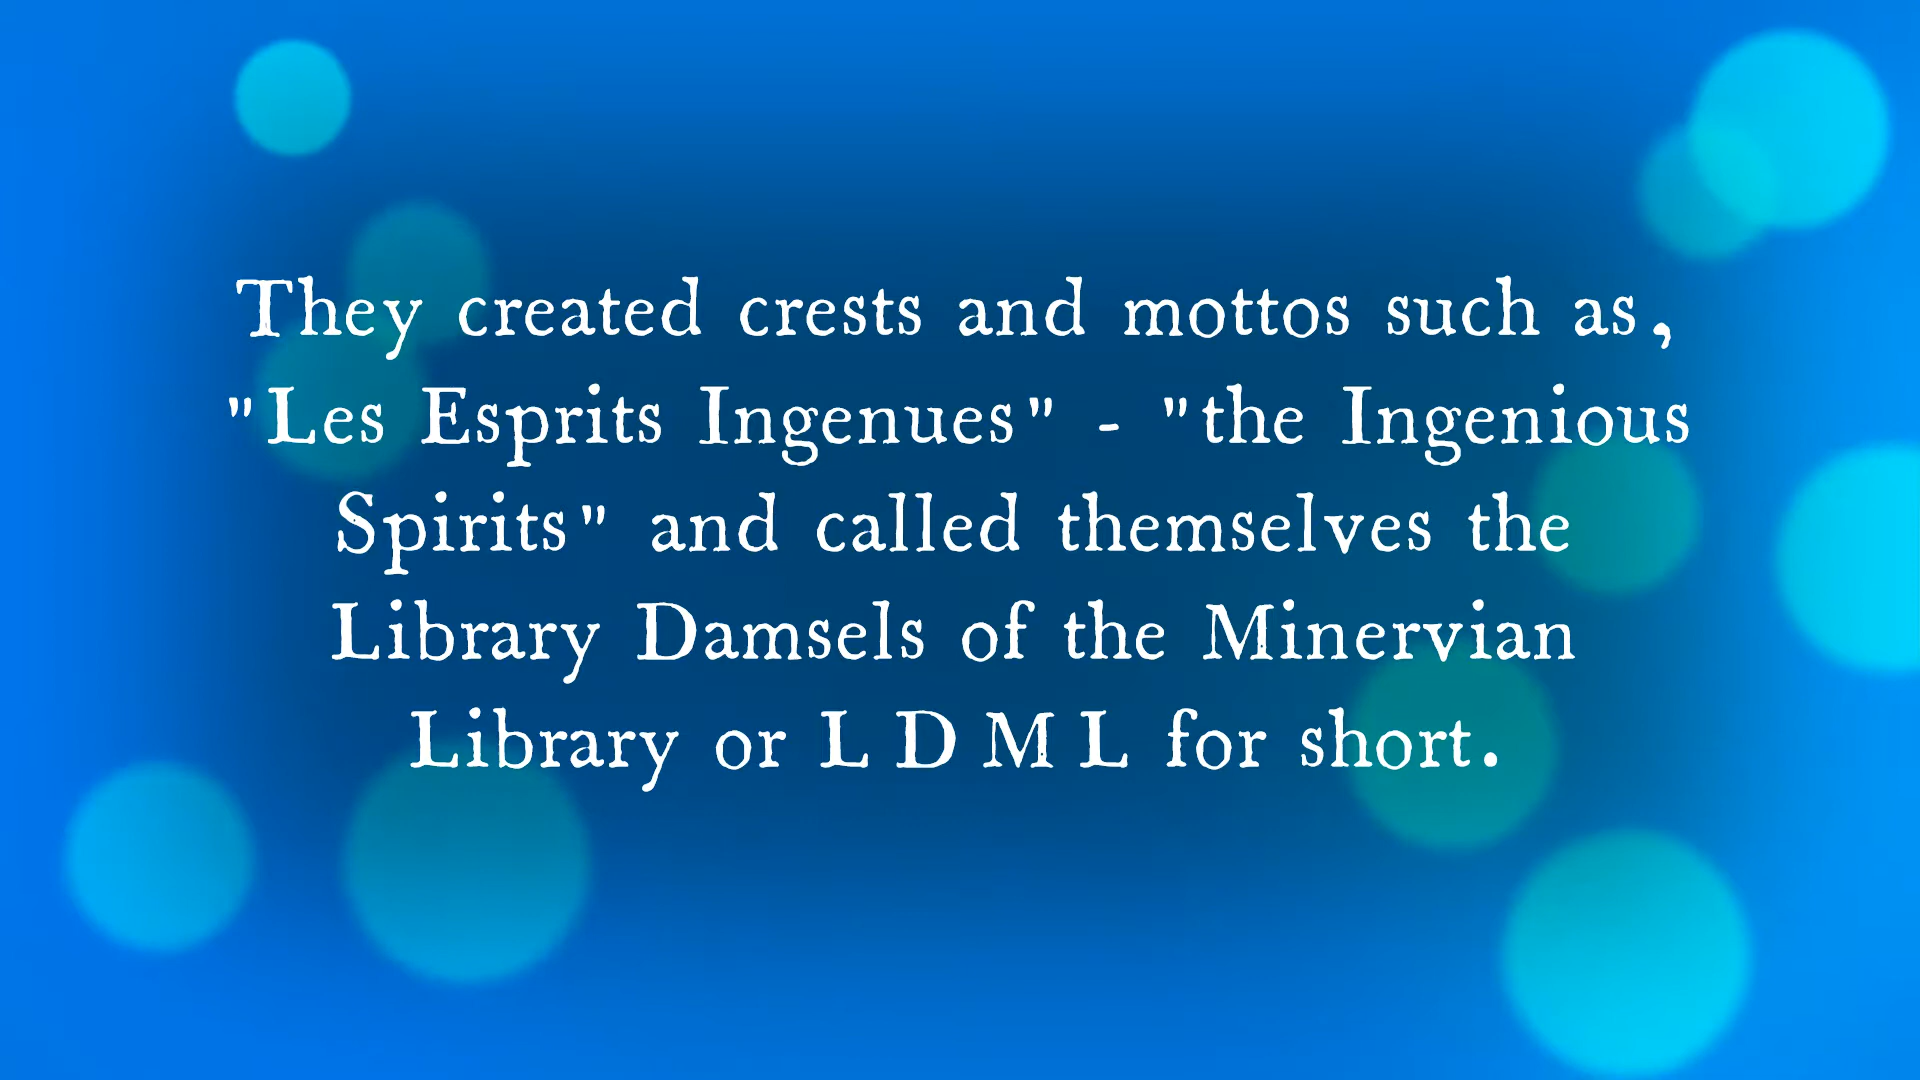 They created crests and mottos such as,
"Les Esprits Ingenues" - "the Ingenious
Spirits" and called themselves the
Library Damsels of the Minervian
Library or L D M L for short.